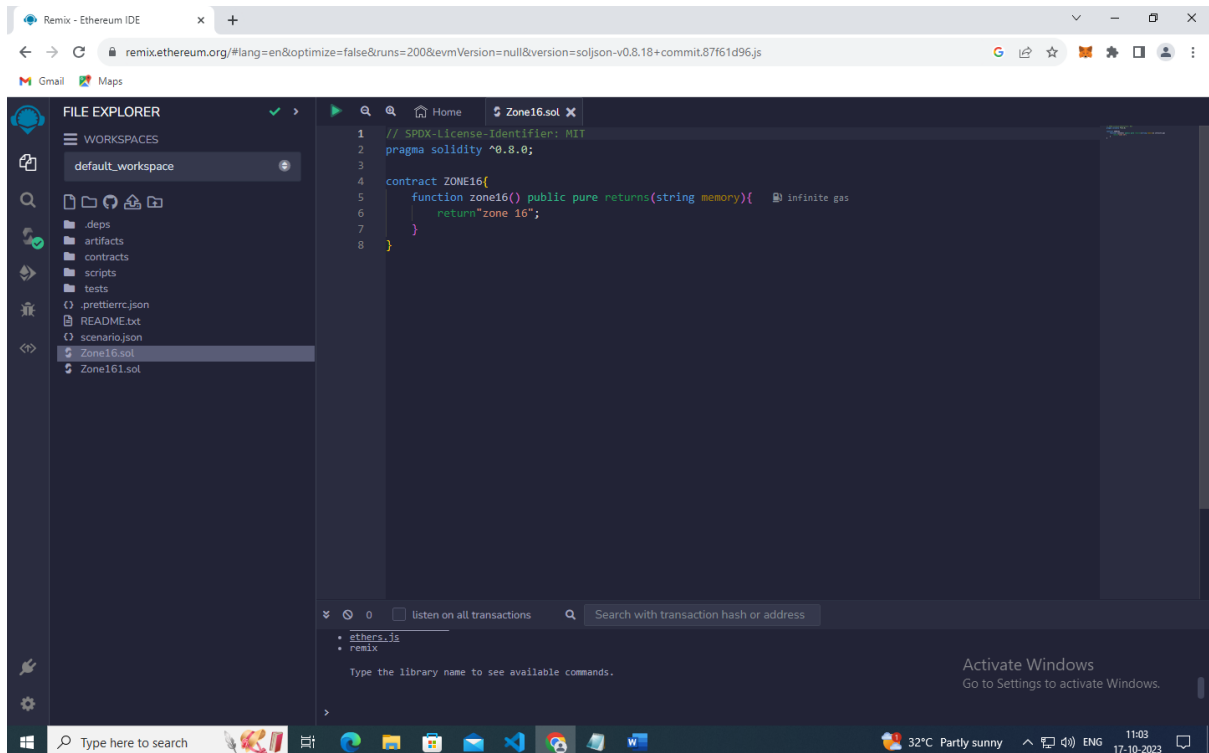 Remix - Ethereum IDE
remix.ethereum.org/#lang=en&optimize=false&runs=200&evmVersion=null&version=soljson-v0.8.18+commit.87f61d96.js
Gmail Maps
FILE EXPLORER
WORKSPACES
default_workspace
.deps
artifacts
contracts
scripts
tests
.prettierrc.json
README.txt
scenario.json
Zone16.sol
Zone161.sol
Home Zone16.sol
1 // SPDX-License-Identifier: MIT
2 pragma solidity ^0.8.0;
3
4 contract ZONE16{
5 function zone16() public pure returns(string memory){ infinite gas
6 return"zone 16";
7 }
8 }
0 listen on all transactions Search with transaction hash or address
ethers.js
remix
Type the library name to see available commands.
>
Activate Windows
Go to Settings to activate Windows.
Type here to search
32°C Partly sunny ENG
11:03
17-10-2023